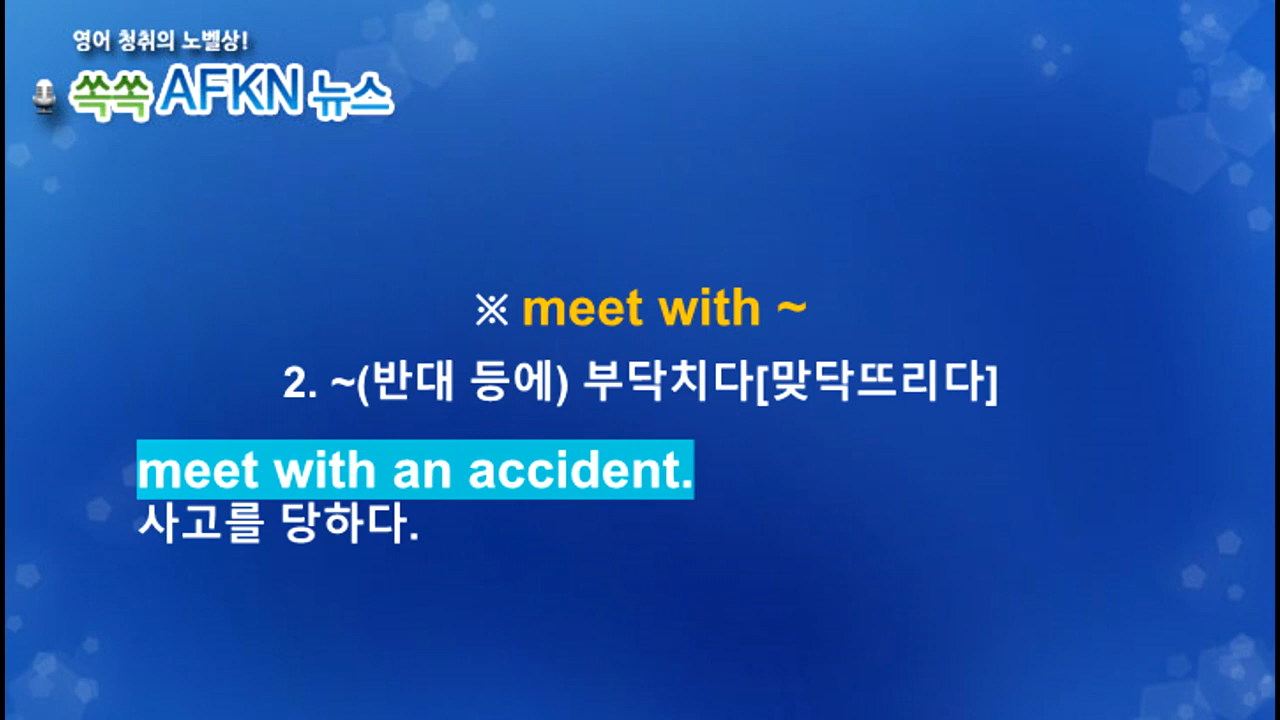 영어 청취의 노벨상!
쏙쏙 AFKN 뉴스
※ meet with ~
2. ~(반대 등에) 부닥치다[맞닥뜨리다]
meet with an accident.
사고를 당하다.